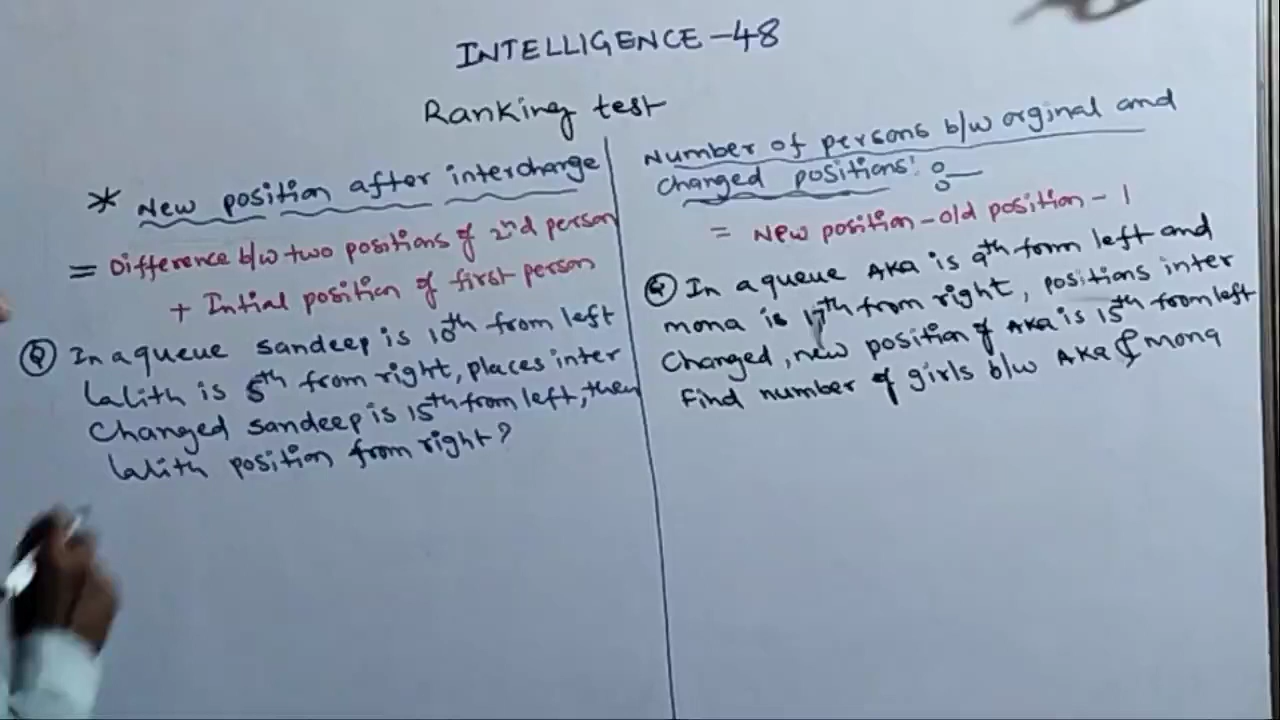 INTELLIGENCE-48
Ranking test
* New position after interchange
= Difference b/w two positions of 2nd person
+ Intial position of first person
Q In a queue sandeep is 10th from left
lalith is 5th from right, places inter
changed sandeep is 15th from left, then
lalith position from right?
Number of persons b/w orginal and
changed positions:
= New position - old position - 1
Q In a queue AKA is 9th form left and
mona is 17th from right, positions inter
changed, new position of AKA is 15th from left
Find number of girls b/w AKA & mona